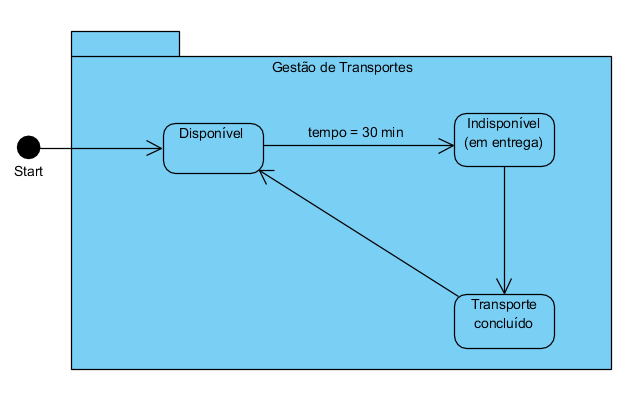 Gestão de Transportes
Disponível
tempo = 30 min
Indisponível
(em entrega)
Start
Transporte
concluído